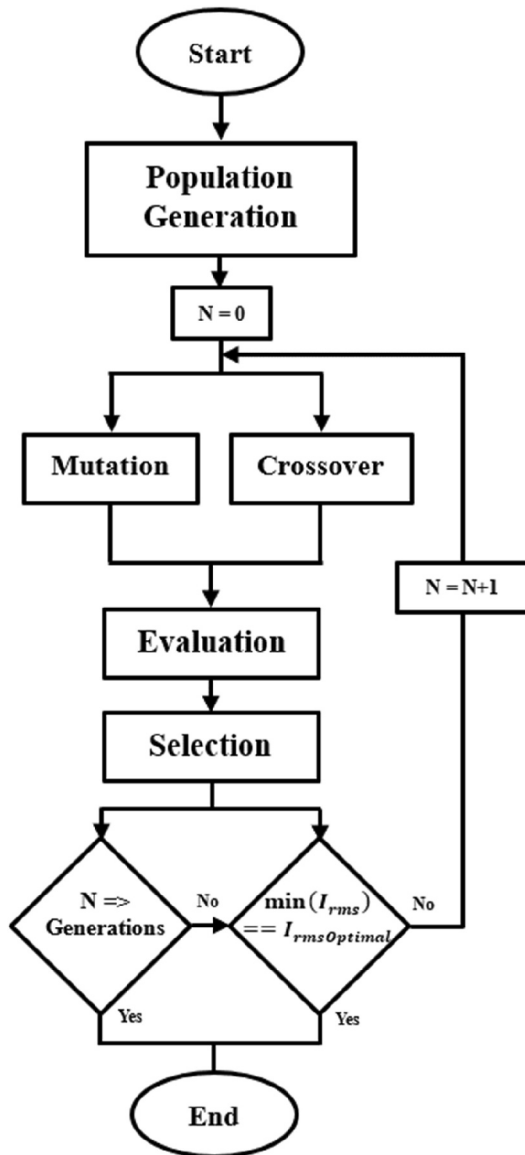 Start
Population
Generation
N = 0
Mutation
Crossover
N = N+1
Evaluation
Selection
N =>
Generations
No
min(I_rms)
== I_rmsOptimal
No
Yes
Yes
End